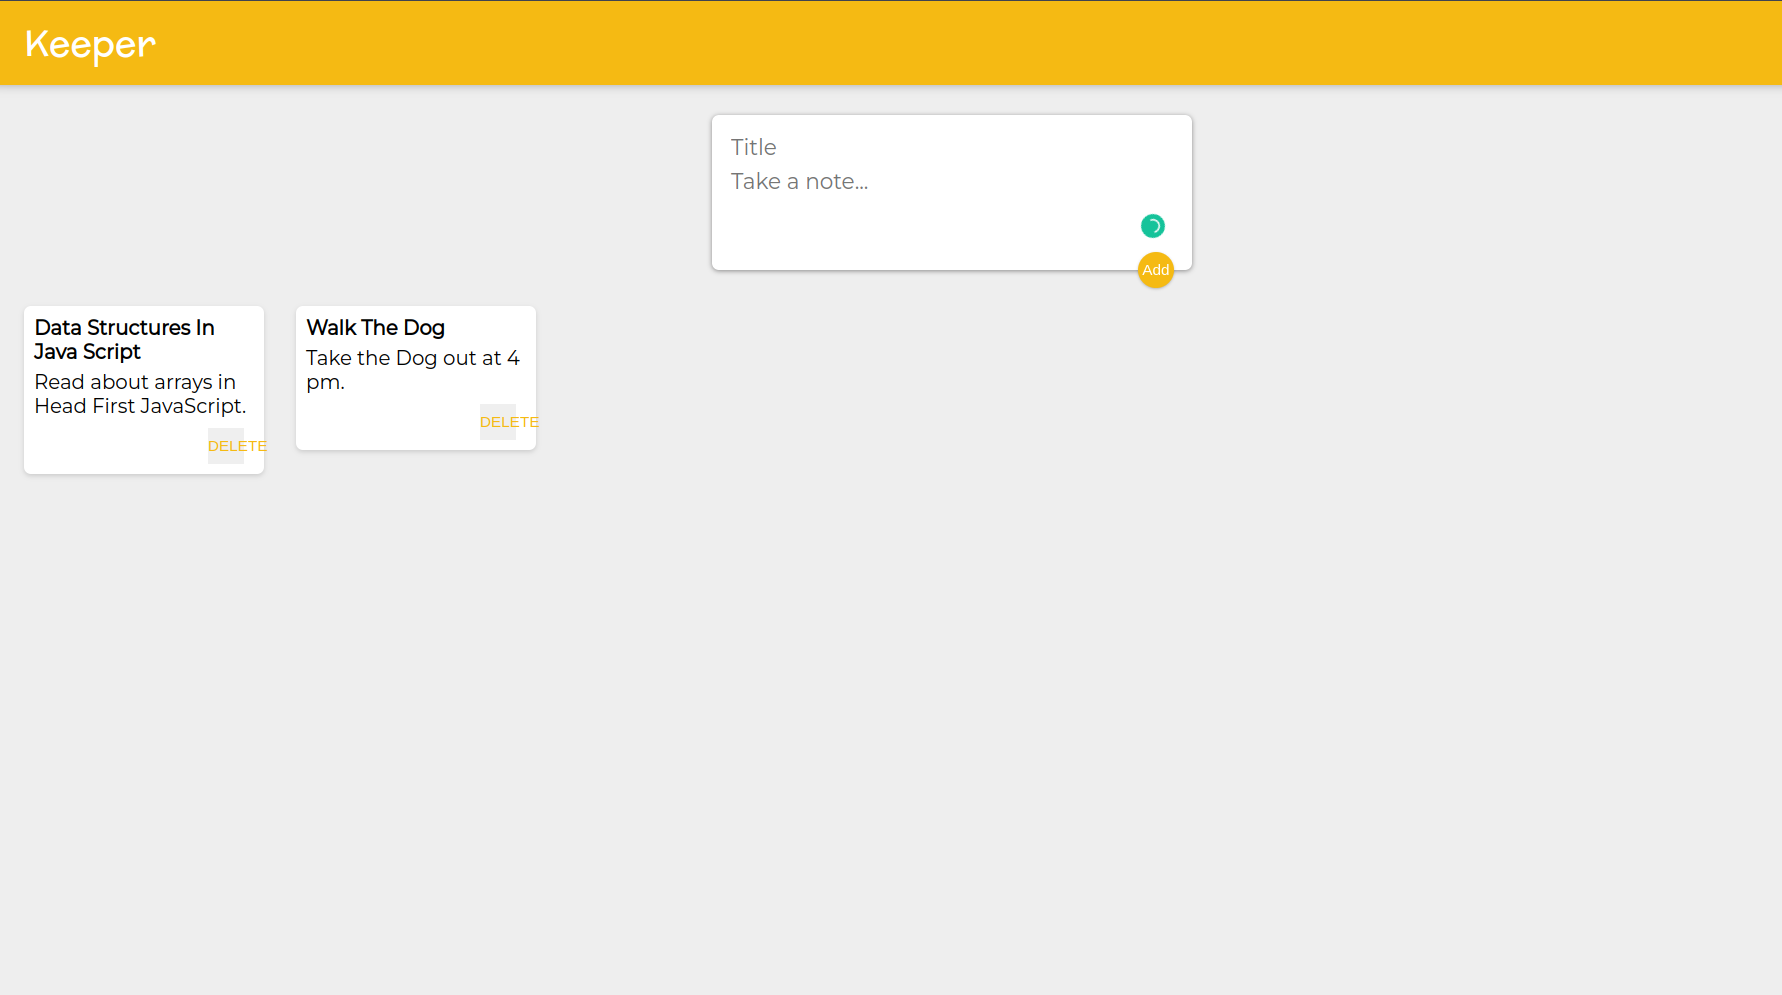 Keeper
Title
Take a note...
Add
Data Structures In
Java Script
Read about arrays in
Head First JavaScript.
DELETE
Walk The Dog
Take the Dog out at 4
pm.
DELETE